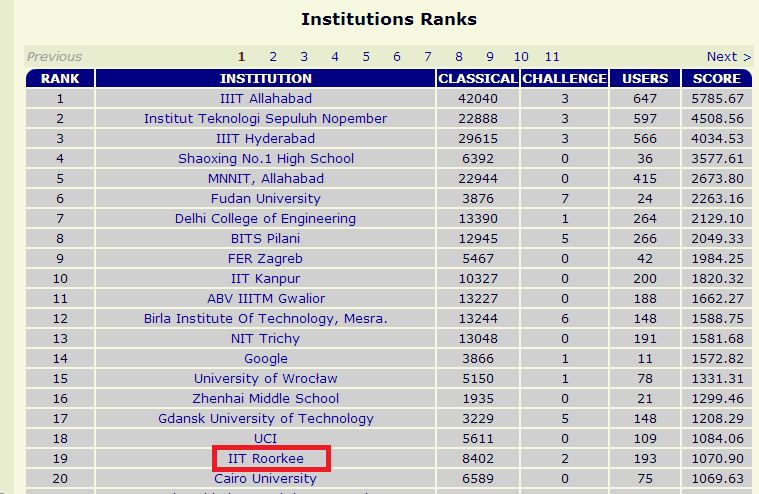 Institutions Ranks
Previous 1 2 3 4 5 6 7 8 9 10 11 Next >
RANK INSTITUTION CLASSICAL CHALLENGE USERS SCORE
1 IIIT Allahabad 42040 3 647 5785.67
2 Institut Teknologi Sepuluh Nopember 22888 3 597 4508.56
3 IIIT Hyderabad 29615 3 566 4034.53
4 Shaoxing No.1 High School 6392 0 36 3577.61
5 MNNIT, Allahabad 22944 0 415 2673.80
6 Fudan University 3876 7 24 2263.16
7 Delhi College of Engineering 13390 1 264 2129.10
8 BITS Pilani 12945 5 266 2049.33
9 FER Zagreb 5467 0 42 1984.25
10 IIT Kanpur 10327 0 200 1820.32
11 ABV IIITM Gwalior 13227 0 188 1662.27
12 Birla Institute Of Technology, Mesra. 13244 6 148 1588.75
13 NIT Trichy 13048 0 191 1581.68
14 Google 3866 1 11 1572.82
15 University of Wrocław 5150 1 78 1331.31
16 Zhenhai Middle School 1935 0 21 1299.46
17 Gdansk University of Technology 3229 5 148 1208.29
18 UCI 5611 0 109 1084.06
19 IIT Roorkee 8402 2 193 1070.90
20 Cairo University 6589 0 75 1069.63